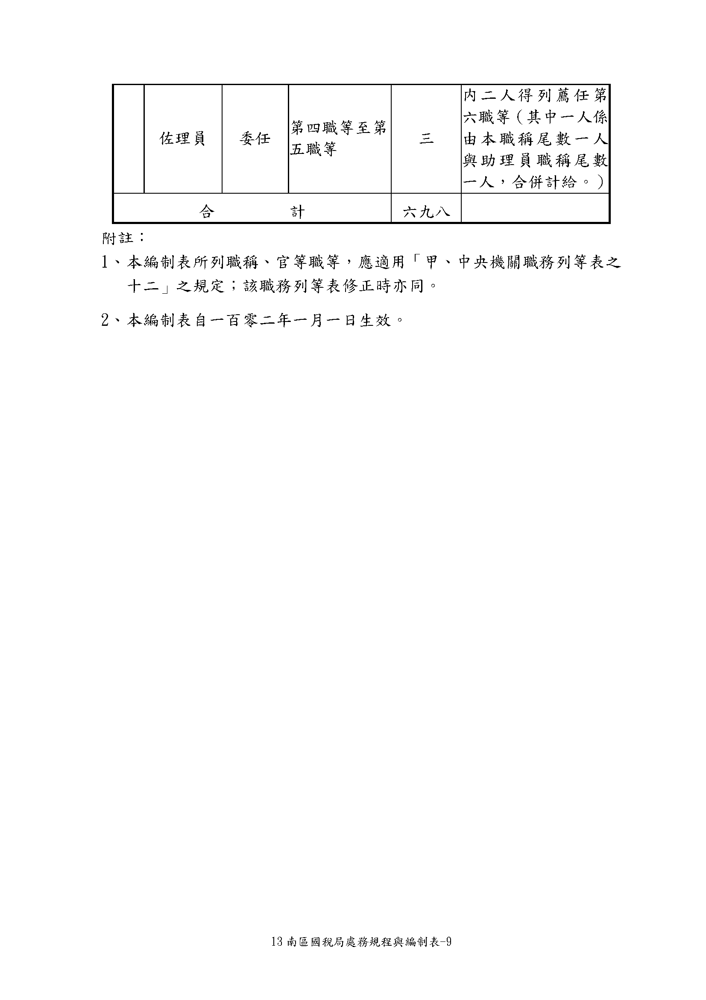 佐理員 委任 第四職等至第五職等 三 內二人得列薦任第
六職等（其中一人係
由本職稱尾數一人
與助理員職稱尾數
一人，合併計給。）
合 計 六九八
附註：
1、本編制表所列職稱、官等職等，應適用「甲、中央機關職務列等表之
十二」之規定；該職務列等表修正時亦同。
2、本編制表自一百零二年一月一日生效。
13 南區國稅局處務規程與編制表-9